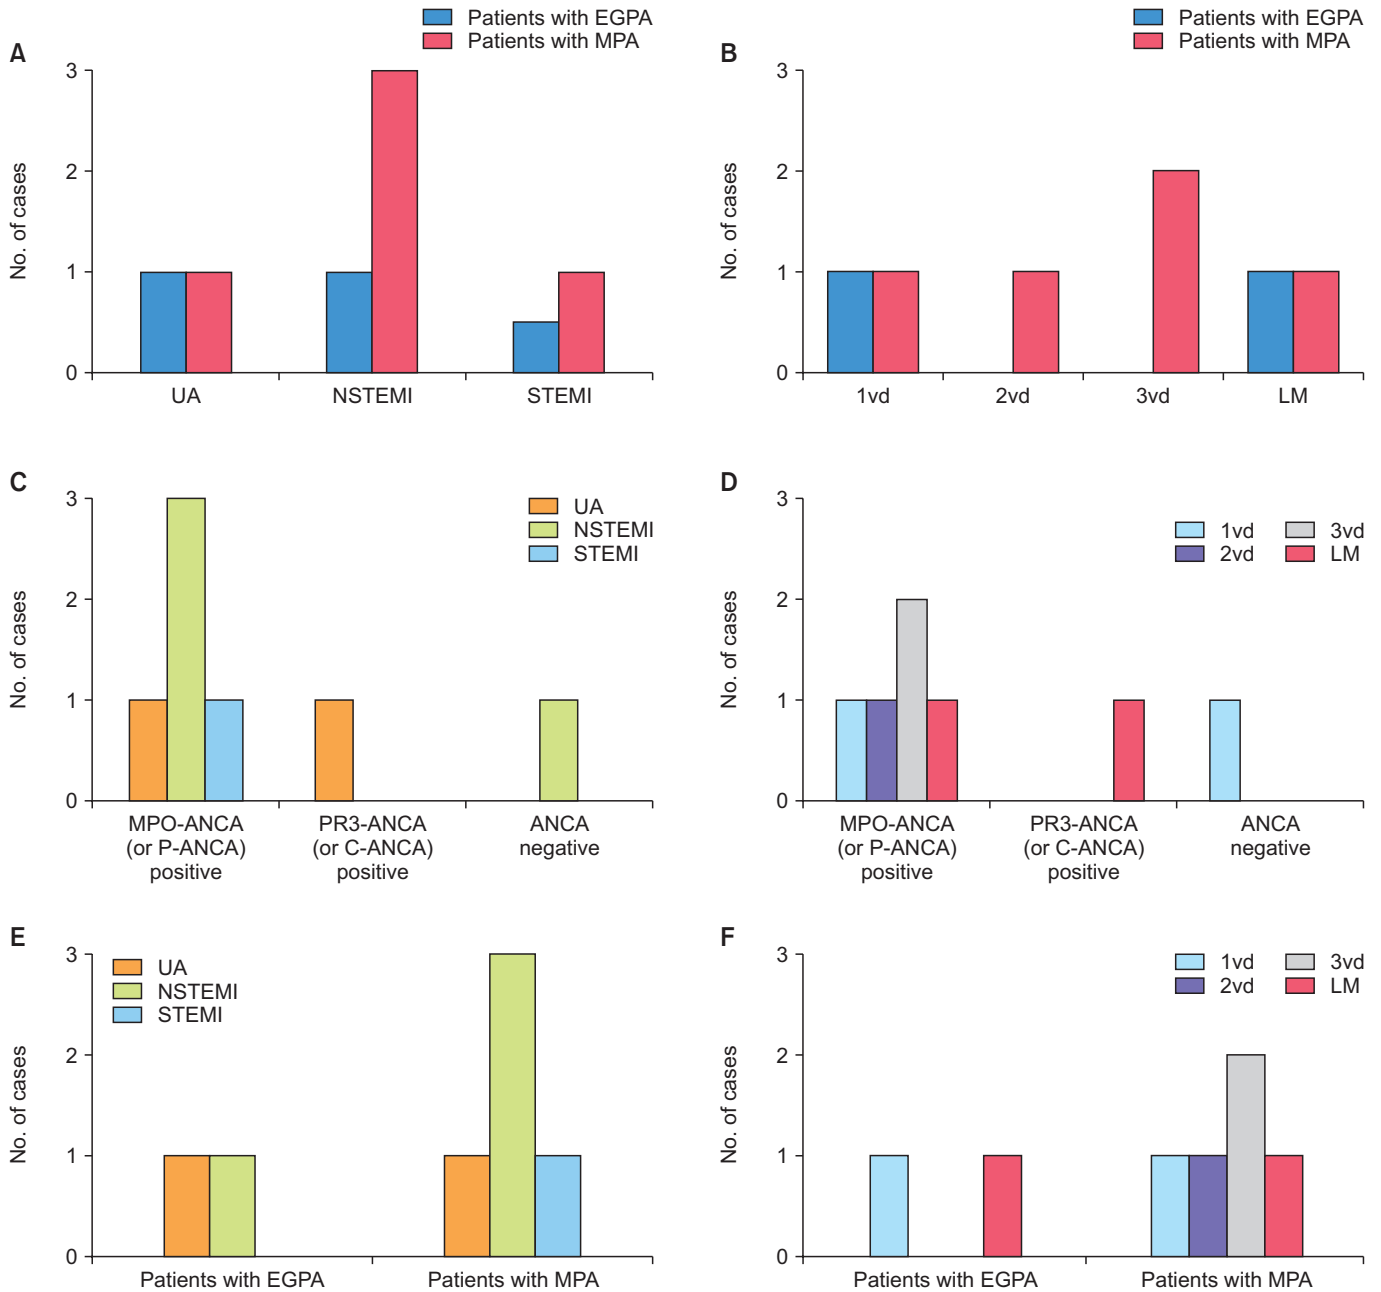 A
Patients with EGPA
Patients with MPA
No. of cases
3
2
1
0
UA
NSTEMI
STEMI
B
Patients with EGPA
Patients with MPA
No. of cases
3
2
1
0
1vd
2vd
3vd
LM
C
UA
NSTEMI
STEMI
No. of cases
3
2
1
0
MPO-ANCA
(or P-ANCA)
positive
PR3-ANCA
(or C-ANCA)
positive
ANCA
negative
D
1vd
2vd
3vd
LM
No. of cases
3
2
1
0
MPO-ANCA
(or P-ANCA)
positive
PR3-ANCA
(or C-ANCA)
positive
ANCA
negative
E
UA
NSTEMI
STEMI
No. of cases
3
2
1
0
Patients with EGPA
Patients with MPA
F
1vd
2vd
3vd
LM
No. of cases
3
2
1
0
Patients with EGPA
Patients with MPA